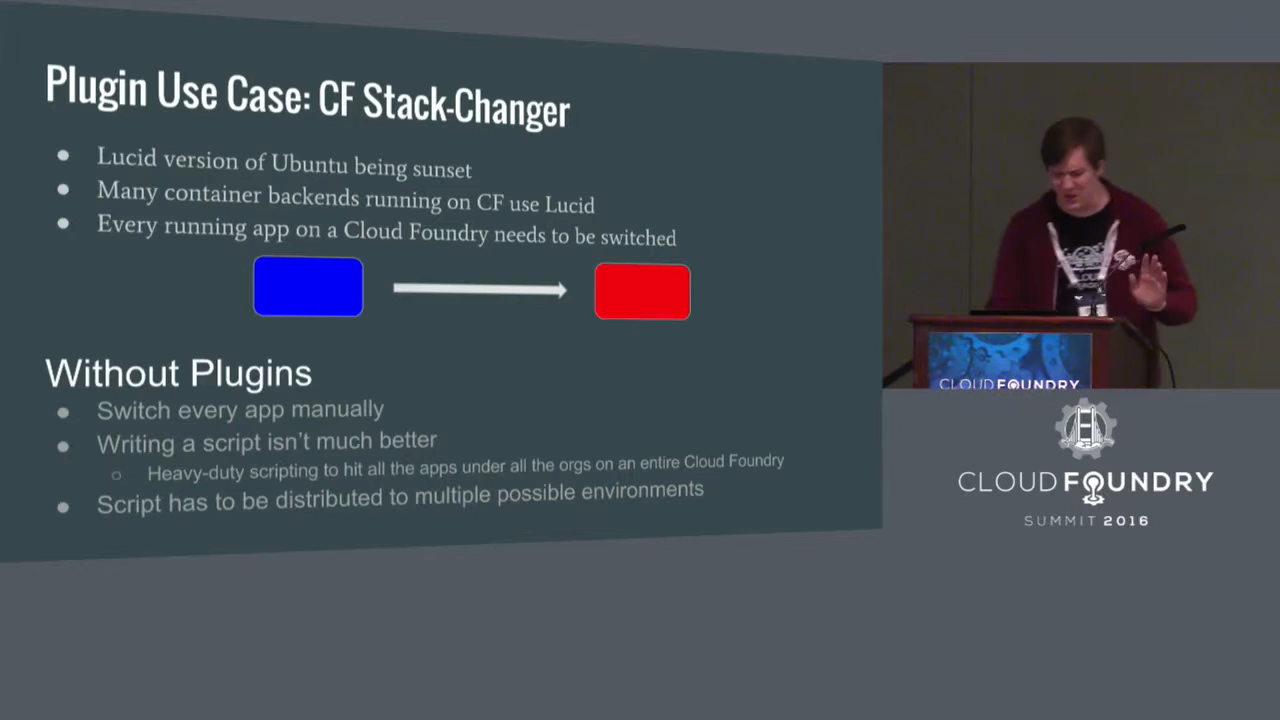 Plugin Use Case: CF Stack-Changer
● Lucid version of Ubuntu being sunset
● Many container backends running on CF use Lucid
● Every running app on a Cloud Foundry needs to be switched
Without Plugins
● Switch every app manually
● Writing a script isn't much better
○ Heavy-duty scripting to hit all the apps under all the orgs on an entire Cloud Foundry
● Script has to be distributed to multiple possible environments
CLOUD FOUNDRY
CLOUD FOUNDRY
SUMMIT 2016